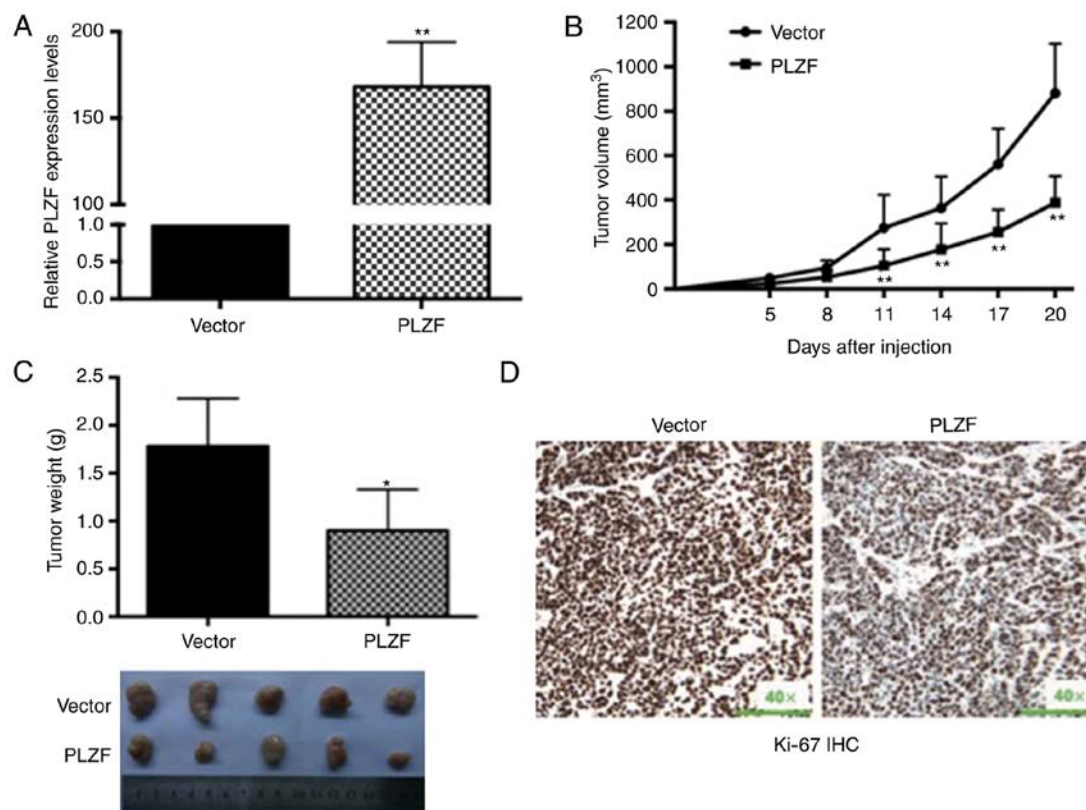 A
Relative PLZF expression levels
200
150
100
1.0
0.5
0.0
**
Vector
PLZF
B
Vector
PLZF
Tumor volume (mm³)
1200
1000
800
600
400
200
0
** ** ** **
5 8 11 14 17 20
Days after injection
C
Tumor weight (g)
2.5
2.0
1.5
1.0
0.5
0.0
*
Vector
PLZF
Vector
PLZF
D
Vector
PLZF
40×
40×
Ki-67 IHC